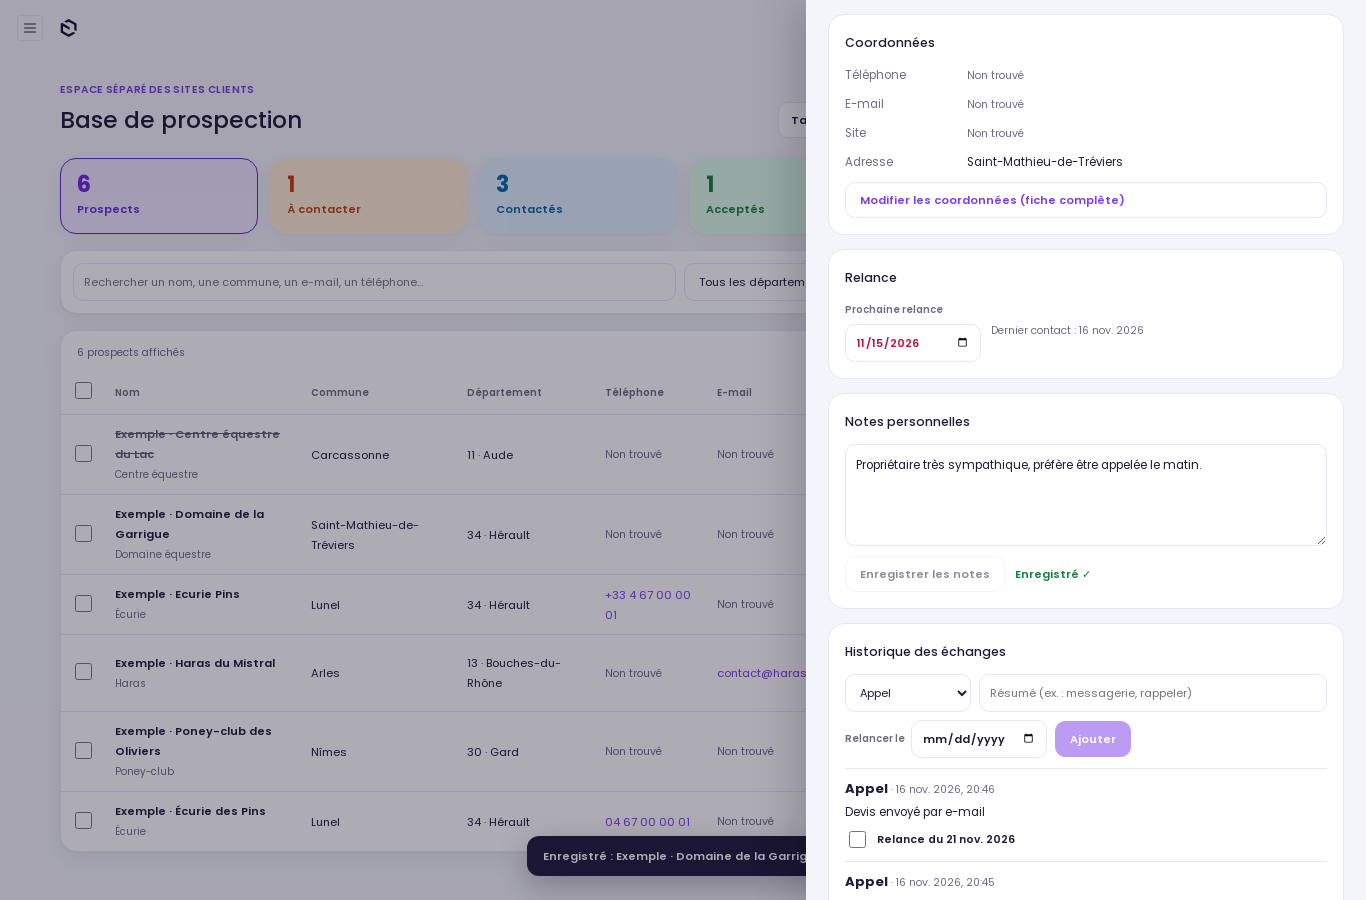 ESPACE SÉPARÉ DES SITES CLIENTS
Base de prospection
6
Prospects
1
À contacter
3
Contactés
1
Acceptés
Rechercher un nom, une commune, un e-mail, un téléphone…
6 prospects affichés
Nom
Commune
Département
Téléphone
E-mail
Exemple · Centre équestre
du Lac
Centre équestre
Carcassonne
11 · Aude
Non trouvé
Non trouvé
Exemple · Domaine de la
Garrigue
Domaine équestre
Saint-Mathieu-de-
Tréviers
34 · Hérault
Non trouvé
Non trouvé
Exemple · Ecurie Pins
Écurie
Lunel
34 · Hérault
+33 4 67 00 00
01
Non trouvé
Exemple · Haras du Mistral
Haras
Arles
13 · Bouches-du-
Rhône
Non trouvé
contact@haras
Exemple · Poney-club des
Oliviers
Poney-club
Nîmes
30 · Gard
Non trouvé
Non trouvé
Exemple · Écurie des Pins
Écurie
Lunel
34 · Hérault
04 67 00 00 01
Non trouvé
Enregistré : Exemple · Domaine de la
Coordonnées
Téléphone
Non trouvé
E-mail
Non trouvé
Site
Non trouvé
Adresse
Saint-Mathieu-de-Tréviers
Modifier les coordonnées (fiche complète)
Relance
Prochaine relance
11/15/2026
Dernier contact : 16 nov. 2026
Notes personnelles
Propriétaire très sympathique, préfère être appelée le matin.
Enregistrer les notes
Enregistré ✓
Historique des échanges
Appel
Résumé (ex. : messagerie, rappeler)
Relancer le
mm/dd/yyyy
Ajouter
Appel · 16 nov. 2026, 20:46
Devis envoyé par e-mail
Relance du 21 nov. 2026
Appel · 16 nov. 2026, 20:45